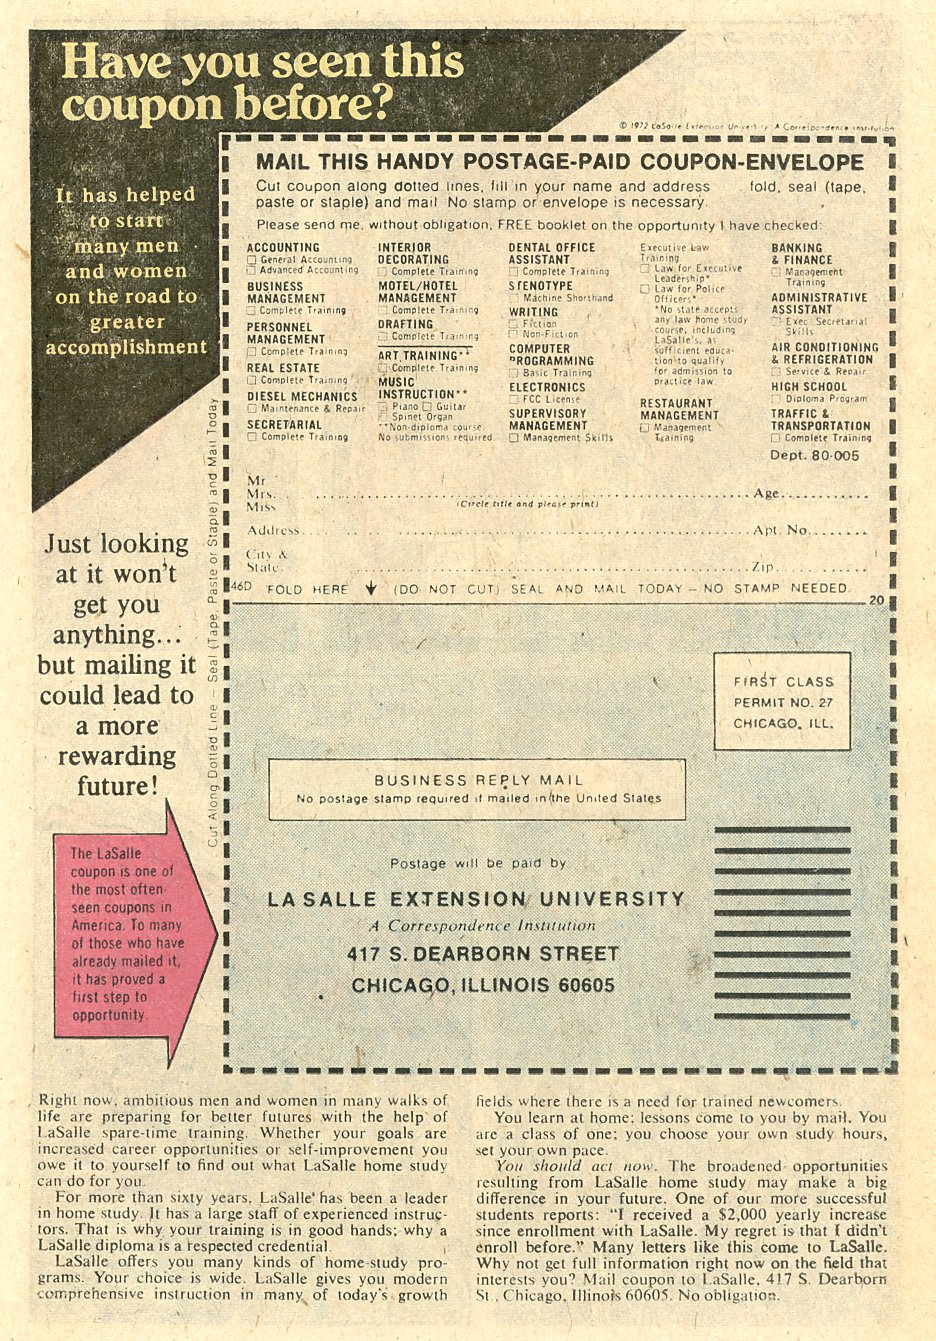 Have you seen this
coupon before?
It has helped
to start
many men
and women
on the road to
greater
accomplishment
© 1972 LaSalle Extension University A Correspondence Institution
MAIL THIS HANDY POSTAGE-PAID COUPON-ENVELOPE
Cut coupon along dotted lines, fill in your name and address fold, seal (tape,
paste or staple) and mail No stamp or envelope is necessary.
Please send me, without obligation, FREE booklet on the opportunity I have checked:
ACCOUNTING
General Accounting
Advanced Accounting
BUSINESS
MANAGEMENT
Complete Training
PERSONNEL
MANAGEMENT
Complete Training
REAL ESTATE
Complete Training
DIESEL MECHANICS
Maintenance & Repair
SECRETARIAL
Complete Training
INTERIOR
DECORATING
Complete Training
MOTEL/HOTEL
MANAGEMENT
Complete Training
DRAFTING
Complete Training
ART TRAINING**
Complete Training
MUSIC
INSTRUCTION**
Piano Guitar
Spinet Organ
**Non-diploma course
No submissions required
DENTAL OFFICE
ASSISTANT
Complete Training
STENOTYPE
Machine Shorthand
WRITING
Fiction
Non-Fiction
COMPUTER
PROGRAMMING
Basic Training
ELECTRONICS
FCC License
SUPERVISORY
MANAGEMENT
Management Skills
Executive Law
Training
Law for Executive
Leadership*
Law for Police
Officers*
*No state accepts
any law home study
course, including
LaSalle's, as
sufficient educa-
tion to qualify
for admission to
practice law.
RESTAURANT
MANAGEMENT
Management
Training
BANKING
& FINANCE
Management
Training
ADMINISTRATIVE
ASSISTANT
Exec Secretarial
Skills
AIR CONDITIONING
& REFRIGERATION
Service & Repair
HIGH SCHOOL
Diploma Program
TRAFFIC &
TRANSPORTATION
Complete Training
Dept. 80-005
Mr
Mrs. Age
Miss (Circle title and please print)
Address Apt. No.
City &
State Zip
46D FOLD HERE (DO NOT CUT) SEAL AND MAIL TODAY – NO STAMP NEEDED. 20
Cut Along Dotted Line – Seal (Tape, Paste or Staple) and Mail Today
Just looking
at it won't
get you
anything...
but mailing it
could lead to
a more
rewarding
future!
The LaSalle
coupon is one of
the most often
seen coupons in
America. To many
of those who have
already mailed it,
it has proved a
first step to
opportunity.
FIRST CLASS
PERMIT NO. 27
CHICAGO, ILL.
BUSINESS REPLY MAIL
No postage stamp required if mailed in the United States
Postage will be paid by
LA SALLE EXTENSION UNIVERSITY
A Correspondence Institution
417 S. DEARBORN STREET
CHICAGO, ILLINOIS 60605
Right now, ambitious men and women in many walks of
life are preparing for better futures with the help of
LaSalle spare-time training. Whether your goals are
increased career opportunities or self-improvement you
owe it to yourself to find out what LaSalle home study
can do for you.
For more than sixty years, LaSalle has been a leader
in home study. It has a large staff of experienced instruc-
tors. That is why your training is in good hands; why a
LaSalle diploma is a respected credential.
LaSalle offers you many kinds of home-study pro-
grams. Your choice is wide. LaSalle gives you modern
comprehensive instruction in many of today's growth
fields where there is a need for trained newcomers.
You learn at home; lessons come to you by mail. You
are a class of one; you choose your own study hours,
set your own pace.
You should act now. The broadened opportunities
resulting from LaSalle home study may make a big
difference in your future. One of our more successful
students reports: "I received a $2,000 yearly increase
since enrollment with LaSalle. My regret is that I didn't
enroll before." Many letters like this come to LaSalle.
Why not get full information right now on the field that
interests you? Mail coupon to LaSalle, 417 S. Dearborn
St., Chicago, Illinois 60605. No obligation.